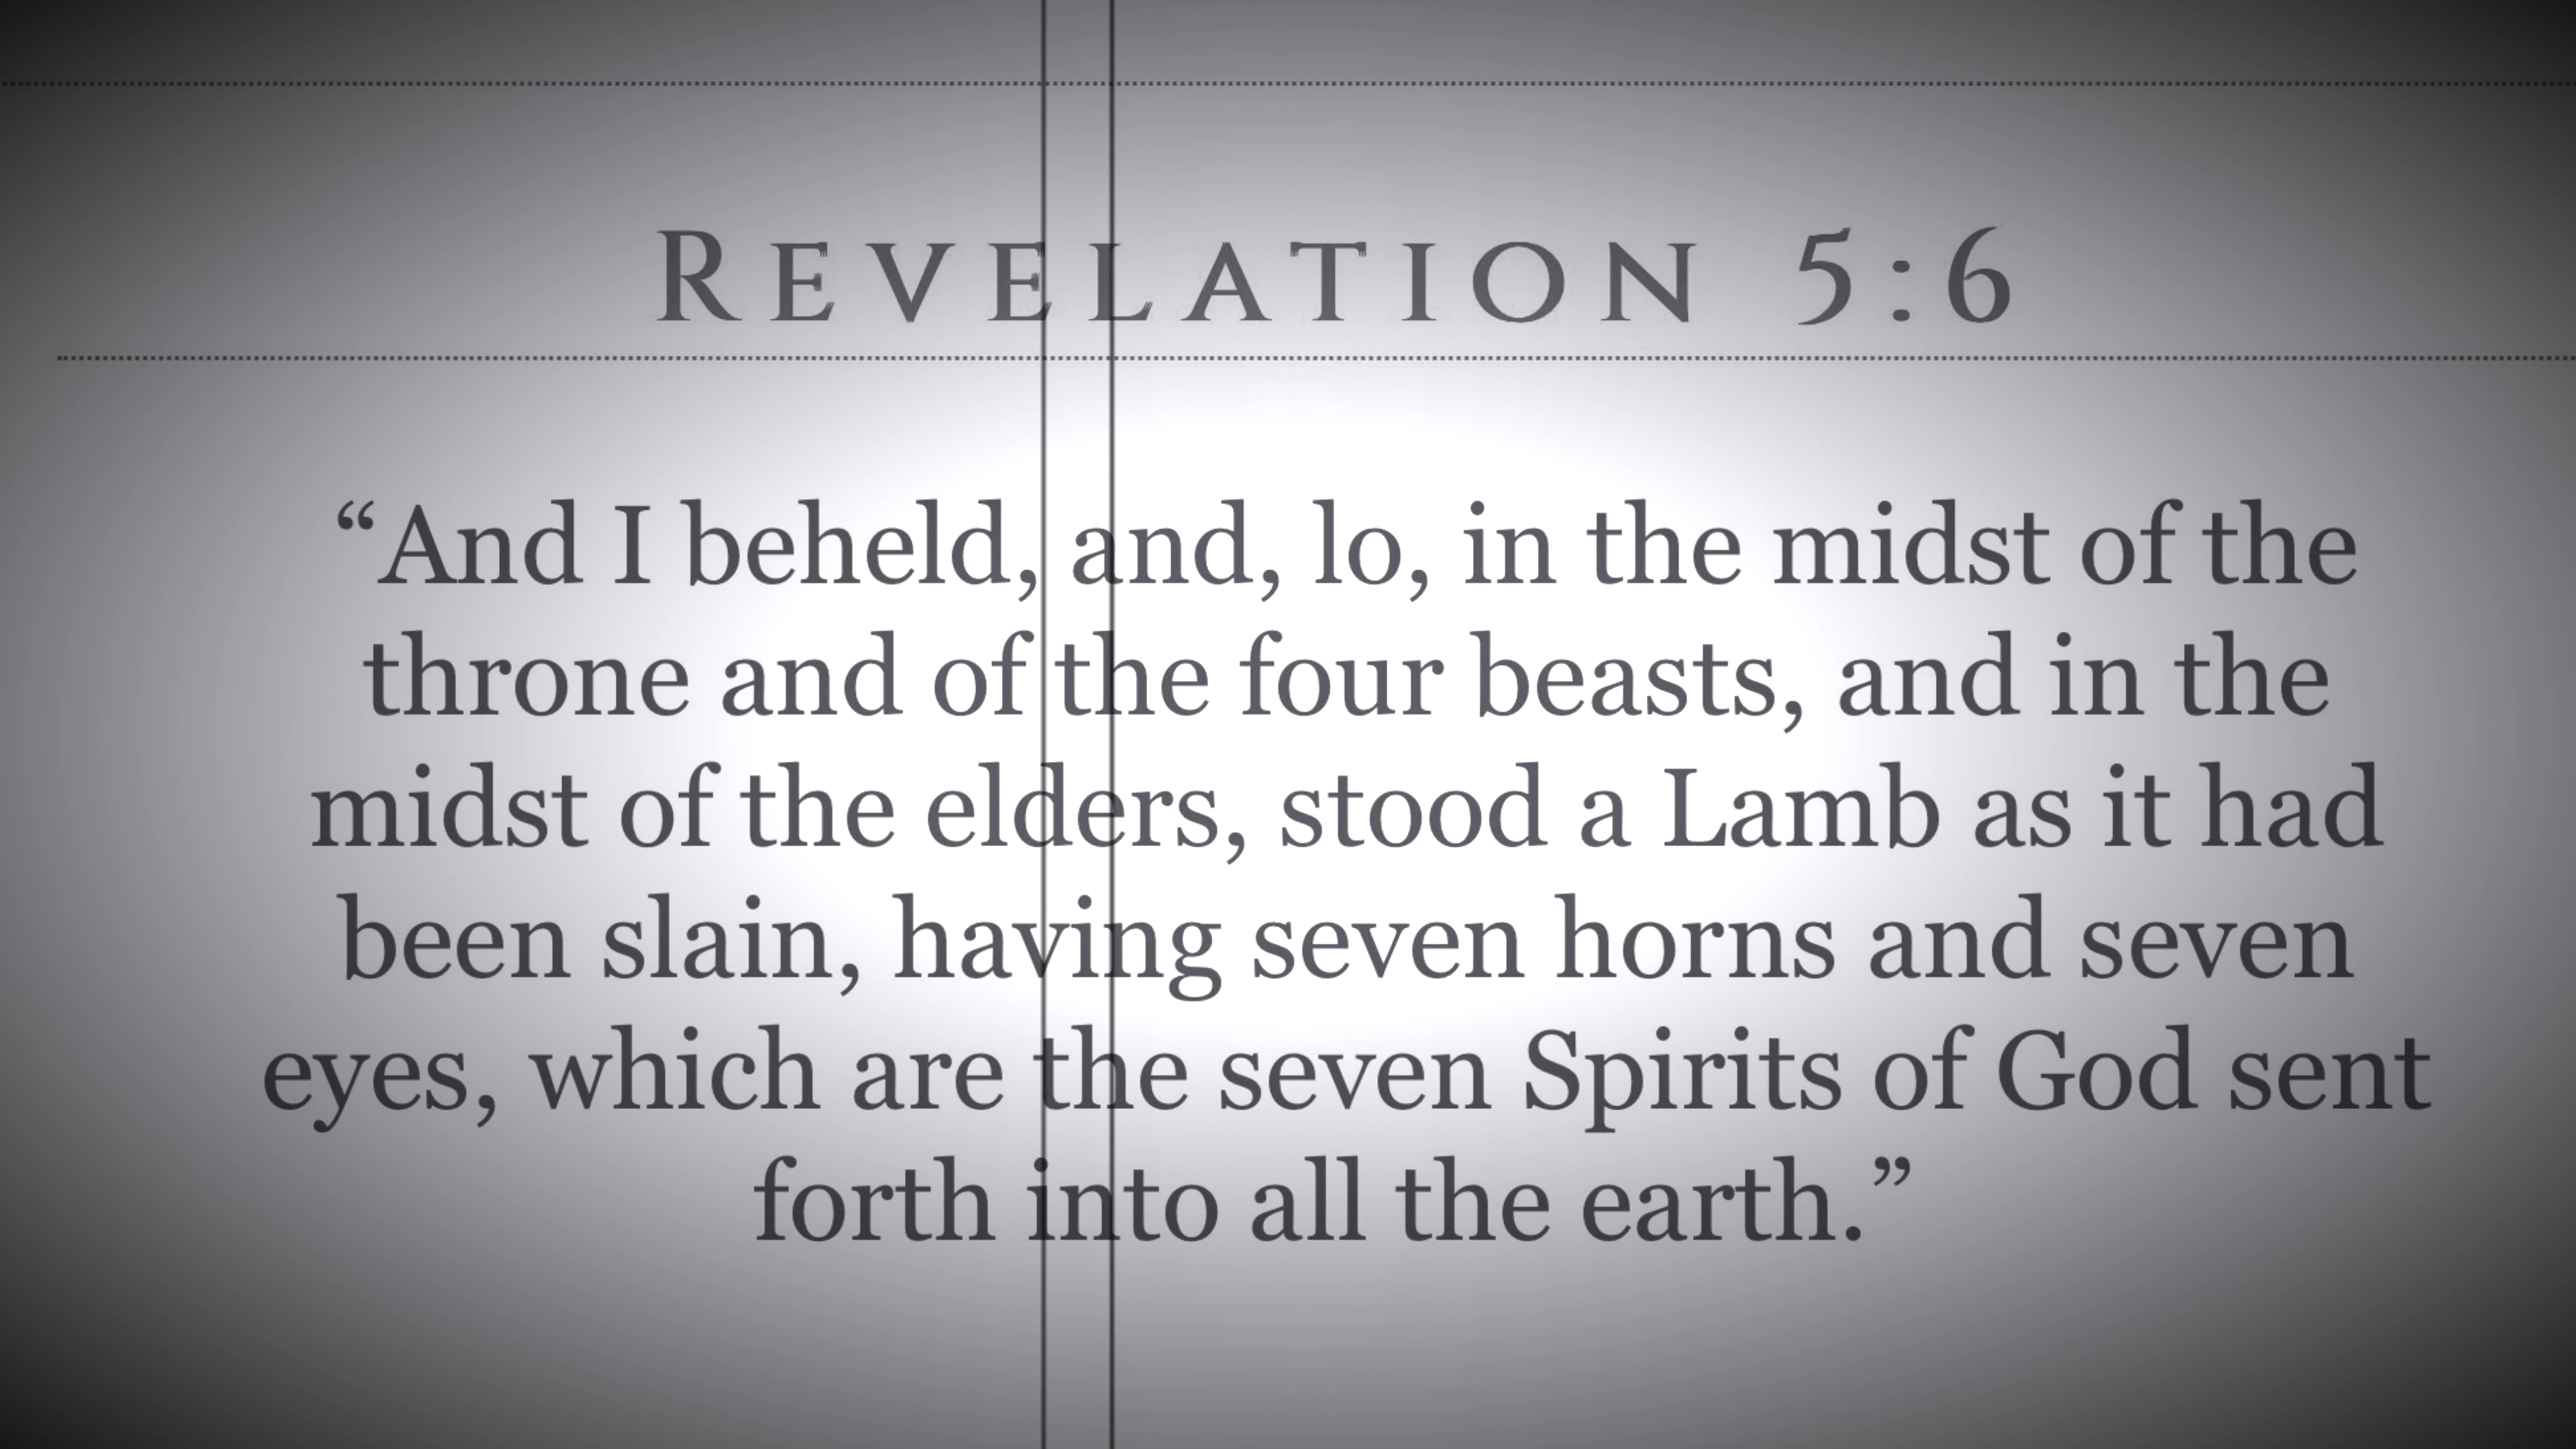 REVELATION 5:6
“And I beheld, and, lo, in the midst of the
throne and of the four beasts, and in the
midst of the elders, stood a Lamb as it had
been slain, having seven horns and seven
eyes, which are the seven Spirits of God sent
forth into all the earth.”